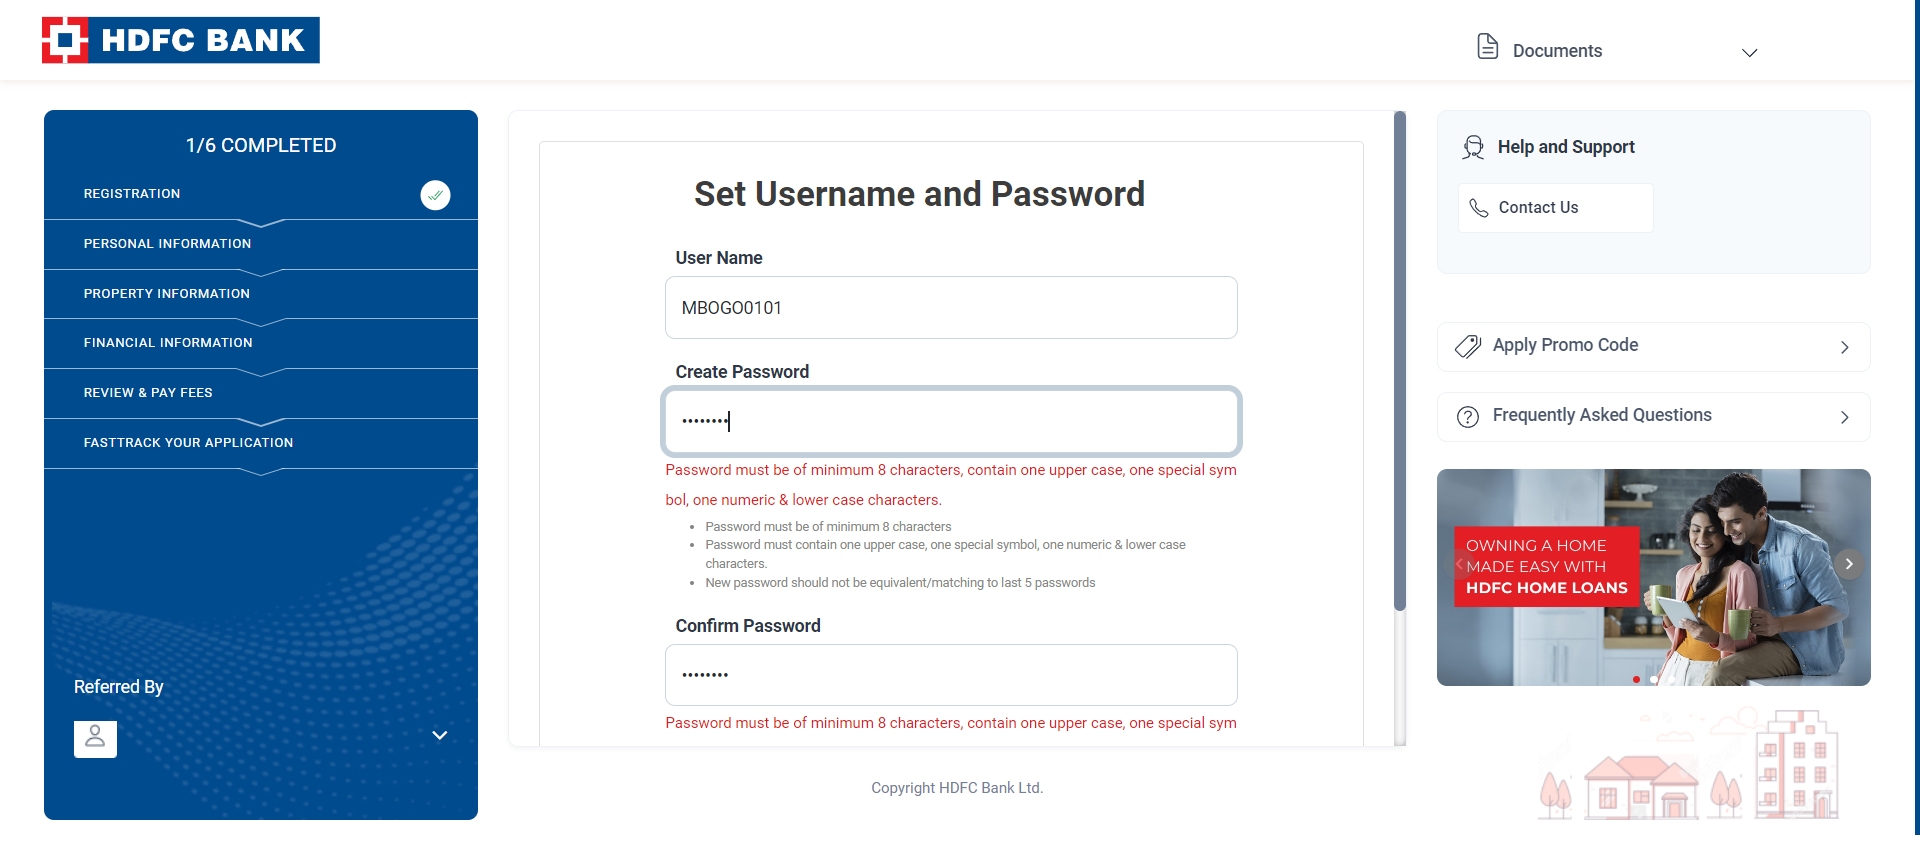 HDFC BANK
Documents
1/6 COMPLETED
REGISTRATION
PERSONAL INFORMATION
PROPERTY INFORMATION
FINANCIAL INFORMATION
REVIEW & PAY FEES
FASTTRACK YOUR APPLICATION
Referred By
Set Username and Password
User Name
MBOGO0101
Create Password
••••••••
Password must be of minimum 8 characters, contain one upper case, one special sym
bol, one numeric & lower case characters.
• Password must be of minimum 8 characters
• Password must contain one upper case, one special symbol, one numeric & lower case
characters.
• New password should not be equivalent/matching to last 5 passwords
Confirm Password
••••••••
Password must be of minimum 8 characters, contain one upper case, one special sym
Copyright HDFC Bank Ltd.
Help and Support
Contact Us
Apply Promo Code
Frequently Asked Questions
OWNING A HOME
MADE EASY WITH
HDFC HOME LOANS